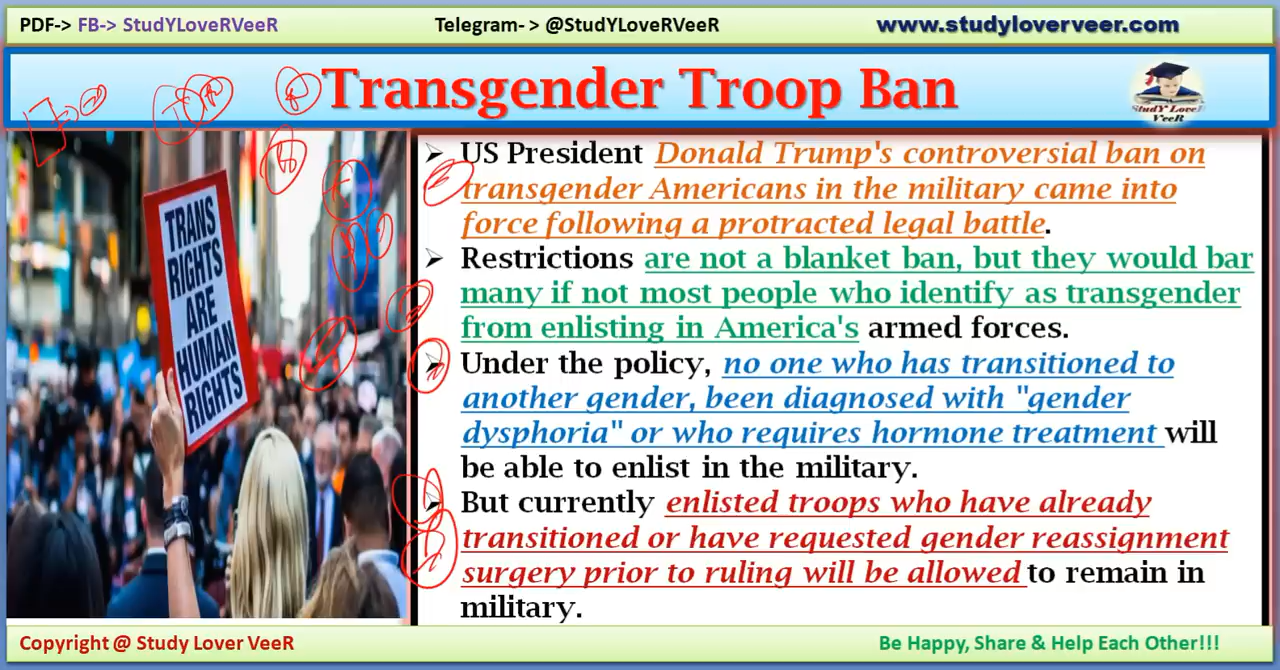 PDF-> FB-> StudYLoveRVeeR
Telegram- > @StudYLoveRVeeR
www.studyloverveer.com
Transgender Troop Ban
StudY LoveR
VeeR
TRANS
RIGHTS
ARE
HUMAN
RIGHTS
➢ US President Donald Trump's controversial ban on
transgender Americans in the military came into
force following a protracted legal battle.
➢ Restrictions are not a blanket ban, but they would bar
many if not most people who identify as transgender
from enlisting in America's armed forces.
➢ Under the policy, no one who has transitioned to
another gender, been diagnosed with "gender
dysphoria" or who requires hormone treatment will
be able to enlist in the military.
➢ But currently enlisted troops who have already
transitioned or have requested gender reassignment
surgery prior to ruling will be allowed to remain in
military.
Copyright @ Study Lover VeeR
Be Happy, Share & Help Each Other!!!